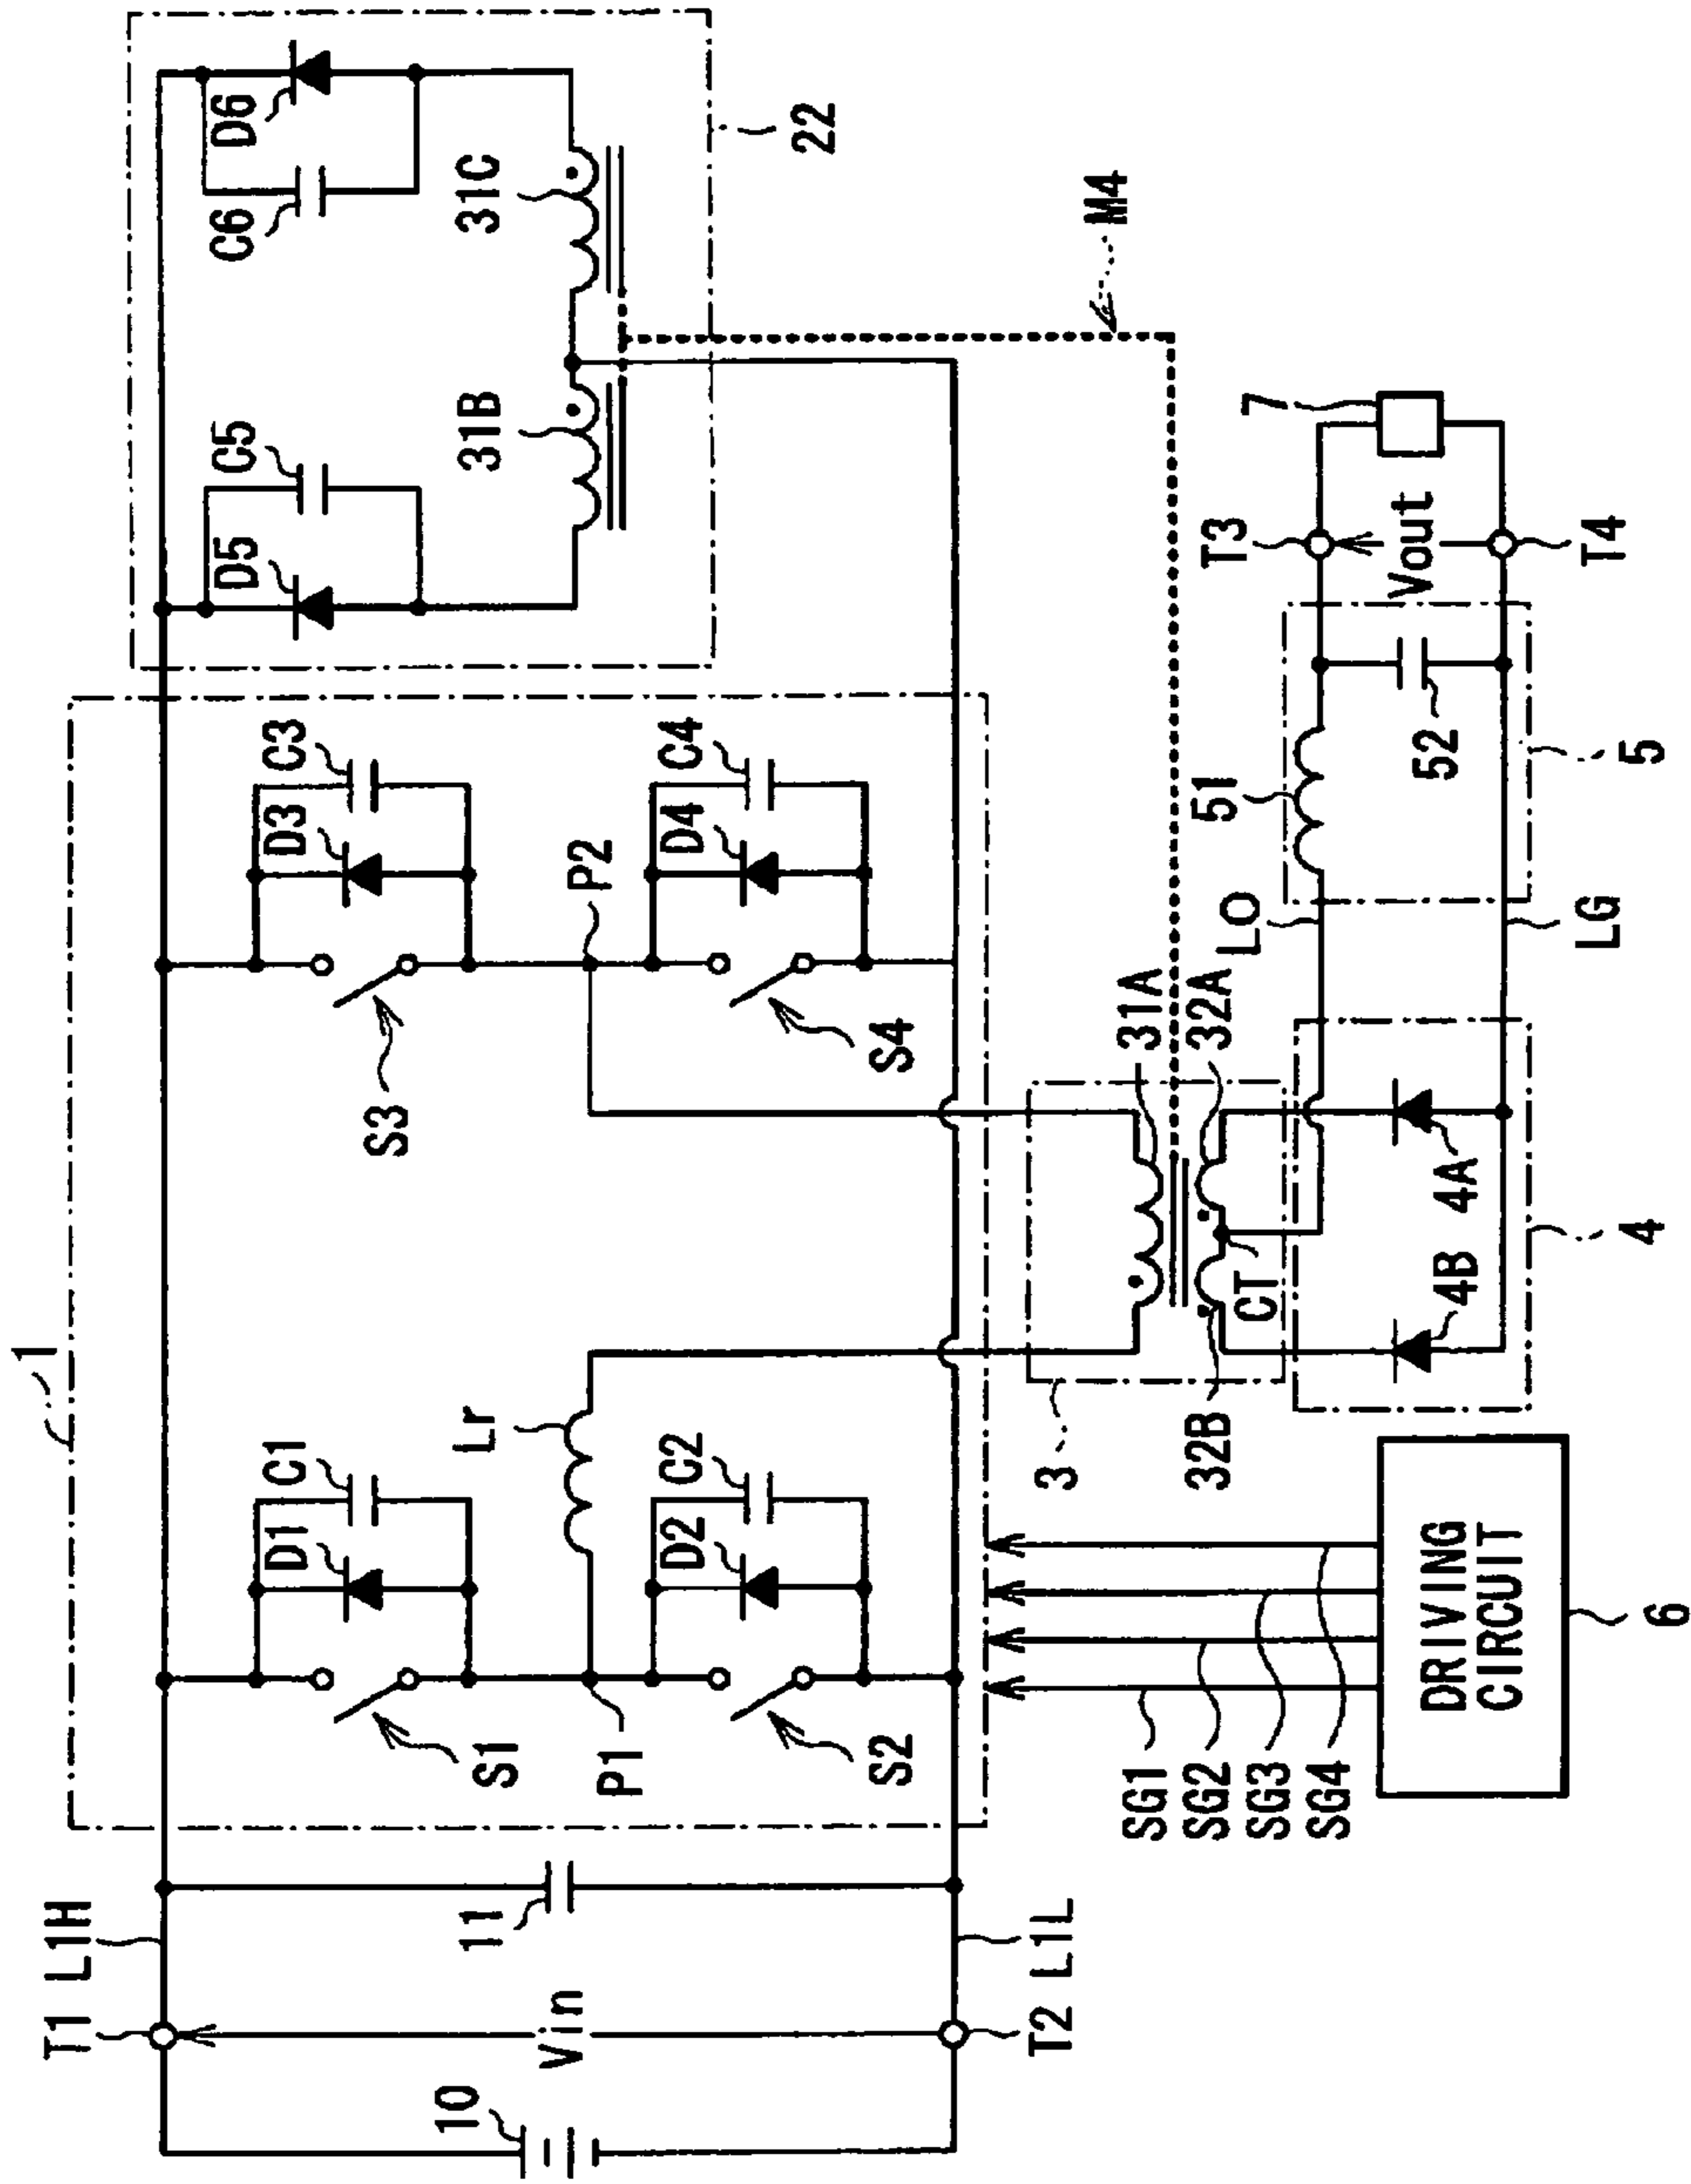 1
T1
L1H
10
Vin
11
T2
L1L
S1
D1
C1
P1
Lr
S2
D2
C2
S3
D3
C3
P2
S4
D4
C4
D5
C5
C6
D6
31B
31C
22
M4
3
31A
32A
32B
CT
4B
4A
4
LO
LG
51
52
5
T3
Vout
T4
7
SG1
SG2
SG3
SG4
DRIVING
CIRCUIT
6